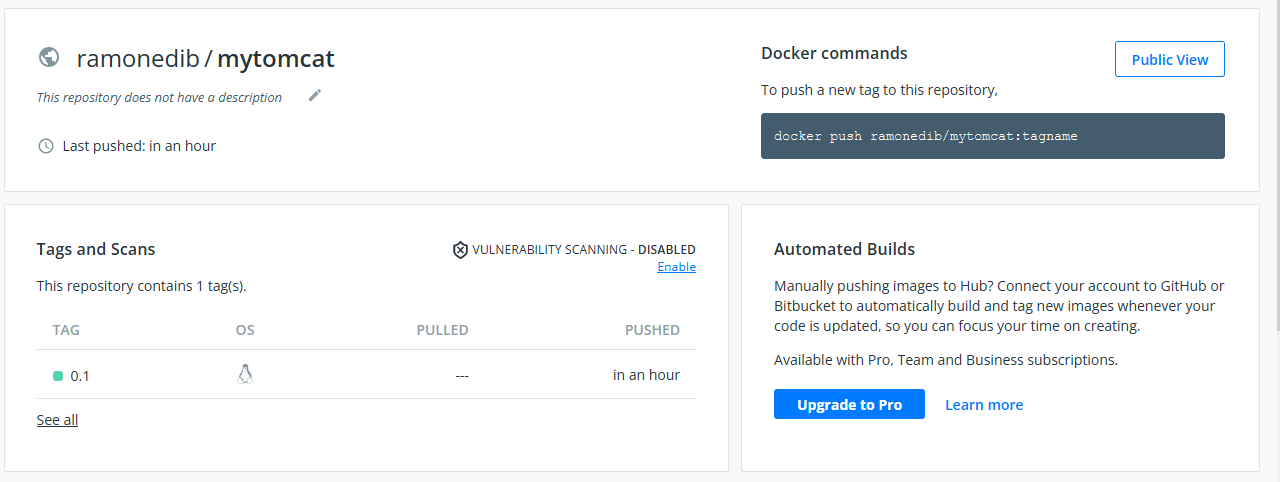 ramonedib / mytomcat
This repository does not have a description
Last pushed: in an hour
Docker commands
Public View
To push a new tag to this repository,
docker push ramonedib/mytomcat:tagname
Tags and Scans
VULNERABILITY SCANNING - DISABLED
Enable
This repository contains 1 tag(s).
TAG OS PULLED PUSHED
0.1 --- in an hour
See all
Automated Builds
Manually pushing images to Hub? Connect your account to GitHub or
Bitbucket to automatically build and tag new images whenever your
code is updated, so you can focus your time on creating.
Available with Pro, Team and Business subscriptions.
Upgrade to Pro Learn more